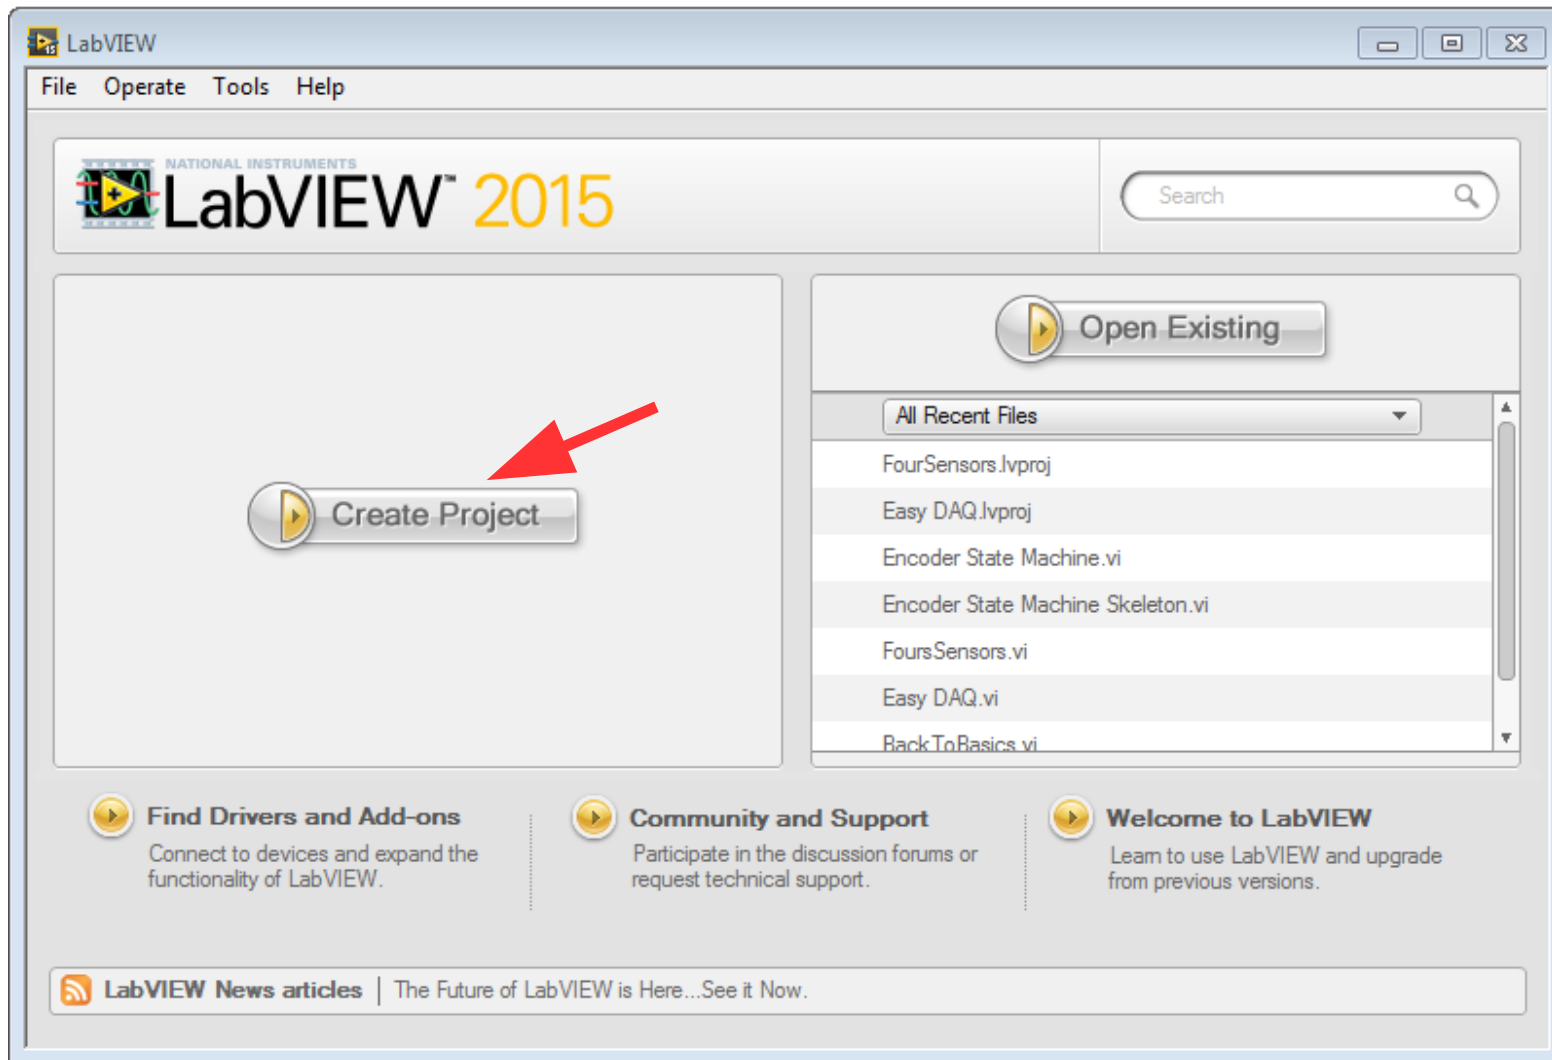 LabVIEW
File Operate Tools Help
NATIONAL INSTRUMENTS
LabVIEW™ 2015
Search
Create Project
Open Existing
All Recent Files
FourSensors.lvproj
Easy DAQ.lvproj
Encoder State Machine.vi
Encoder State Machine Skeleton.vi
FoursSensors.vi
Easy DAQ.vi
BackToBasics.vi
Find Drivers and Add-ons
Connect to devices and expand the
functionality of LabVIEW.
Community and Support
Participate in the discussion forums or
request technical support.
Welcome to LabVIEW
Learn to use LabVIEW and upgrade
from previous versions.
LabVIEW News articles | The Future of LabVIEW is Here...See it Now.